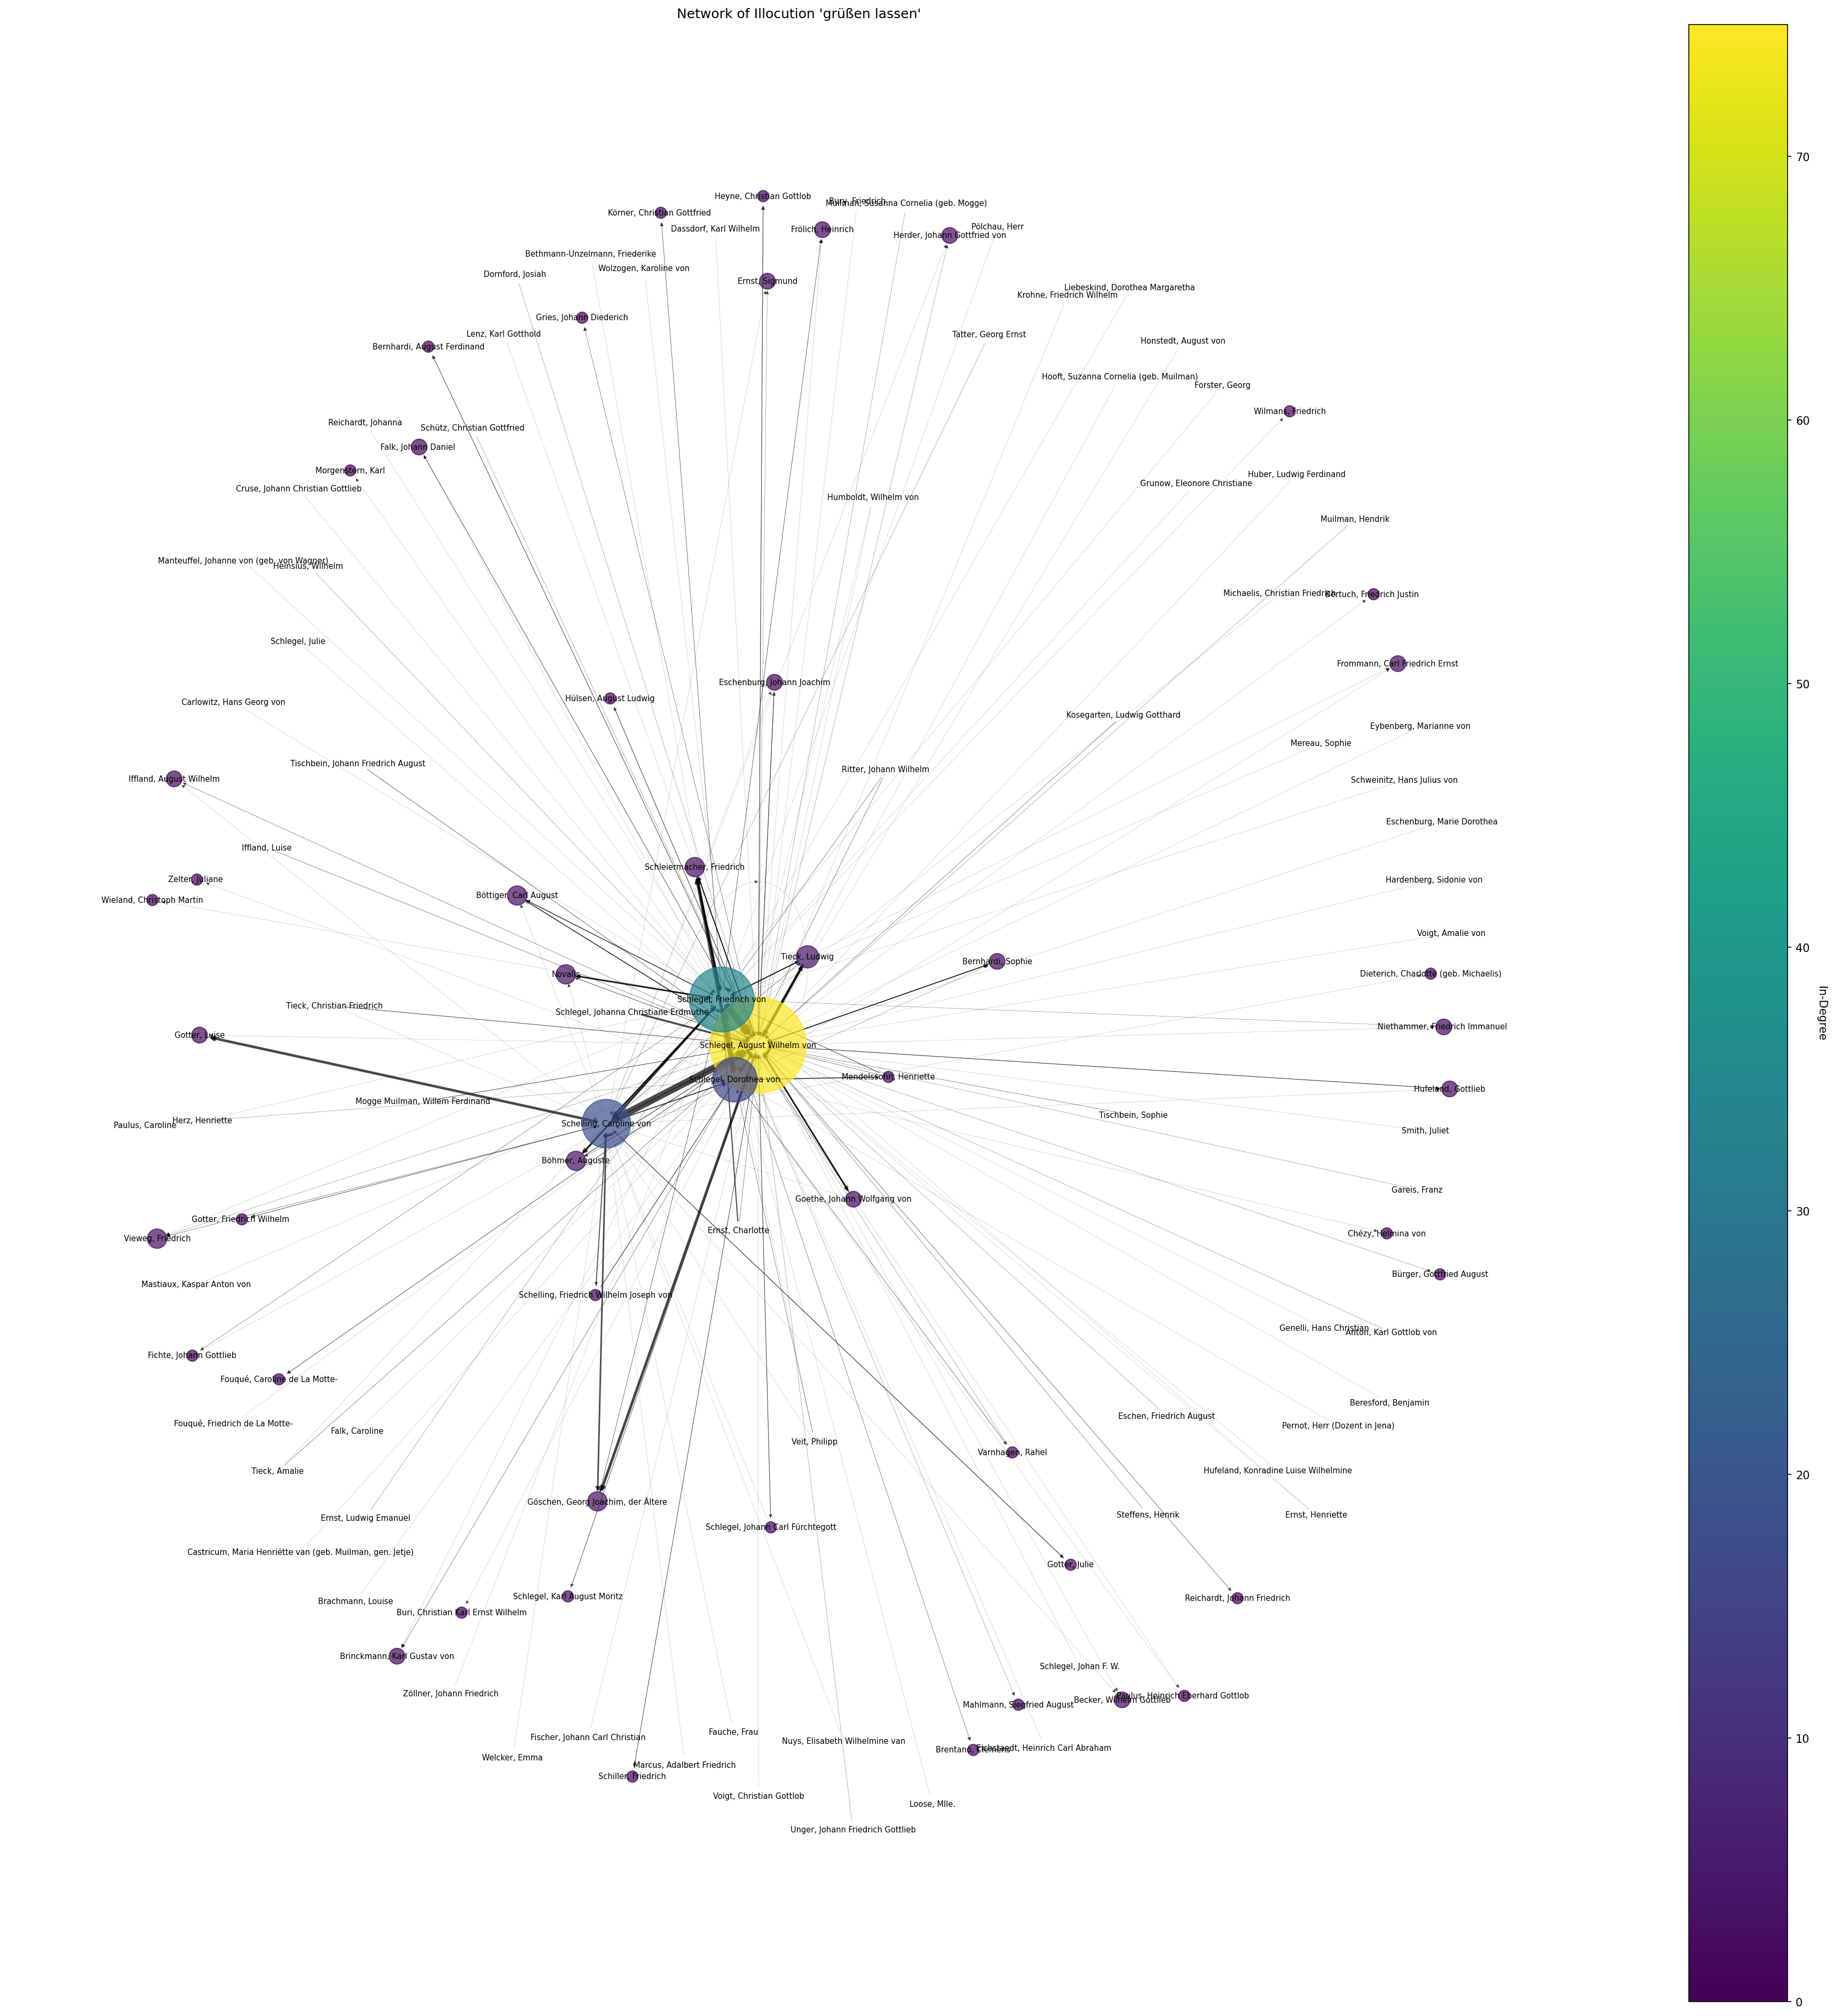 Network of Illocution 'grüßen lassen'
Heyne, Christian Gottlob
Bury, Friedrich
Muilman, Susanna Cornelia (geb. Mogge)
Körner, Christian Gottfried
Dassdorf, Karl Wilhelm
Frölich, Heinrich
Pölchau, Herr
Herder, Johann Gottfried von
Bethmann-Unzelmann, Friederike
Wolzogen, Karoline von
Dornford, Josiah
Ernst, Sigmund
Liebeskind, Dorothea Margaretha
Krohne, Friedrich Wilhelm
Gries, Johann Diederich
Lenz, Karl Gotthold
Tatter, Georg Ernst
Honstedt, August von
Bernhardi, August Ferdinand
Hooft, Suzanna Cornelia (geb. Muilman)
Forster, Georg
Wilmans, Friedrich
Reichardt, Johanna
Schütz, Christian Gottfried
Falk, Johann Daniel
Morgenstern, Karl
Huber, Ludwig Ferdinand
Grunow, Eleonore Christiane
Cruse, Johann Christian Gottlieb
Humboldt, Wilhelm von
Muilman, Hendrik
Manteuffel, Johanne von (geb. von Wagner)
Heinsius, Wilhelm
Michaelis, Christian Friedrich
Bertuch, Friedrich Justin
Schlegel, Julie
Frommann, Carl Friedrich Ernst
Eschenburg, Johann Joachim
Hülsen, August Ludwig
Carlowitz, Hans Georg von
Kosegarten, Ludwig Gotthard
Eybenberg, Marianne von
Mereau, Sophie
Tischbein, Johann Friedrich August
Ritter, Johann Wilhelm
Iffland, August Wilhelm
Schweinitz, Hans Julius von
Eschenburg, Marie Dorothea
Iffland, Luise
Schleiermacher, Friedrich
Zelter, Juliane
Hardenberg, Sidonie von
Böttiger, Carl August
Wieland, Christoph Martin
Voigt, Amalie von
Tieck, Ludwig
Bernhardi, Sophie
Novalis
Dieterich, Charlotte (geb. Michaelis)
Schlegel, Friedrich von
Tieck, Christian Friedrich
Schlegel, Johanna Christiane Erdmuthe
Niethammer, Friedrich Immanuel
Gotter, Luise
Schlegel, August Wilhelm von
Schlegel, Dorothea von
Mendelssohn, Henriette
Hufeland, Gottlieb
Mogge Muilman, Willem Ferdinand
Tischbein, Sophie
Herz, Henriette
Paulus, Caroline
Schelling, Caroline von
Smith, Juliet
Böhmer, Auguste
Gareis, Franz
Goethe, Johann Wolfgang von
Gotter, Friedrich Wilhelm
Ernst, Charlotte
Chézy, Helmina von
Vieweg, Friedrich
Bürger, Gottfried August
Mastiaux, Kaspar Anton von
Schelling, Friedrich Wilhelm Joseph von
Genelli, Hans Christian
Anton, Karl Gottlob von
Fichte, Johann Gottlieb
Fouqué, Caroline de La Motte-
Beresford, Benjamin
Eschen, Friedrich August
Fouqué, Friedrich de La Motte-
Pernot, Herr (Dozent in Jena)
Falk, Caroline
Veit, Philipp
Varnhagen, Rahel
Tieck, Amalie
Hufeland, Konradine Luise Wilhelmine
Göschen, Georg Joachim, der Ältere
Steffens, Henrik
Ernst, Henriette
Ernst, Ludwig Emanuel
Schlegel, Johann Carl Fürchtegott
Castricum, Maria Henriëtte van (geb. Muilman, gen. Jetje)
Gotter, Julie
Schlegel, Karl August Moritz
Reichardt, Johann Friedrich
Brachmann, Louise
Buri, Christian Karl Ernst Wilhelm
Brinckmann, Karl Gustav von
Schlegel, Johan F. W.
Zöllner, Johann Friedrich
Paulus, Heinrich Eberhard Gottlob
Becker, Wilhelm Gottlieb
Mahlmann, Siegfried August
Fauche, Frau
Fischer, Johann Carl Christian
Nuys, Elisabeth Wilhelmine van
Brentano, Clemens
Eichstaedt, Heinrich Carl Abraham
Welcker, Emma
Marcus, Adalbert Friedrich
Schiller, Friedrich
Voigt, Christian Gottlob
Loose, Mlle.
Unger, Johann Friedrich Gottlieb
70
60
50
40
30
20
10
0
In-Degree